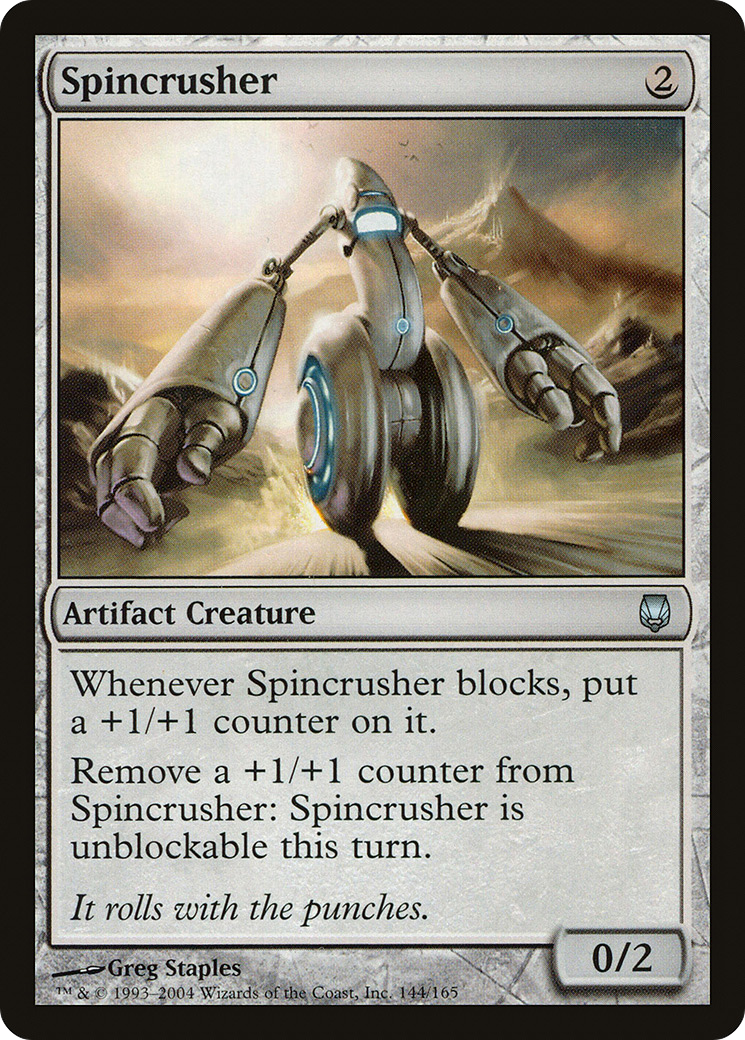 Spincrusher 2
Artifact Creature
Whenever Spincrusher blocks, put
a +1/+1 counter on it.
Remove a +1/+1 counter from
Spincrusher: Spincrusher is
unblockable this turn.
It rolls with the punches.
0/2
Greg Staples
™ & © 1993–2004 Wizards of the Coast, Inc. 144/165